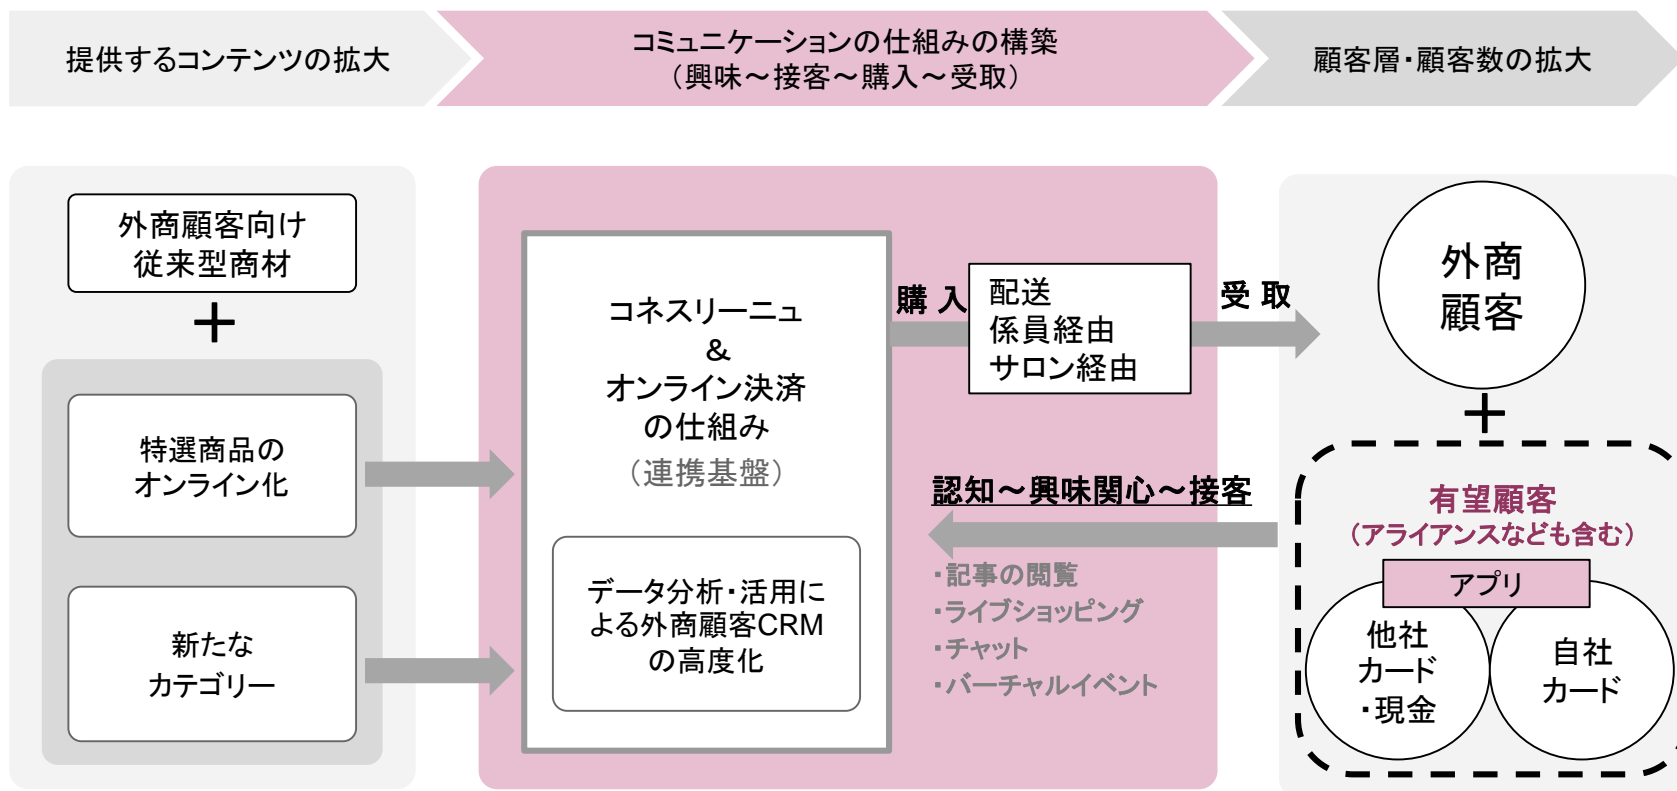 提供するコンテンツの拡大
コミュニケーションの仕組みの構築
（興味～接客～購入～受取）
顧客層・顧客数の拡大
外商顧客向け
従来型商材
＋
特選商品の
オンライン化
新たな
カテゴリー
コネスリーニュ
&
オンライン決済
の仕組み
（連携基盤）
データ分析・活用に
よる外商顧客CRM
の高度化
購 入
配送
係員経由
サロン経由
受 取
認知～興味関心～接客
・記事の閲覧
・ライブショッピング
・チャット
・バーチャルイベント
外商
顧客
＋
有望顧客
（アライアンスなども含む）
アプリ
他社
カード
・現金
自社
カード